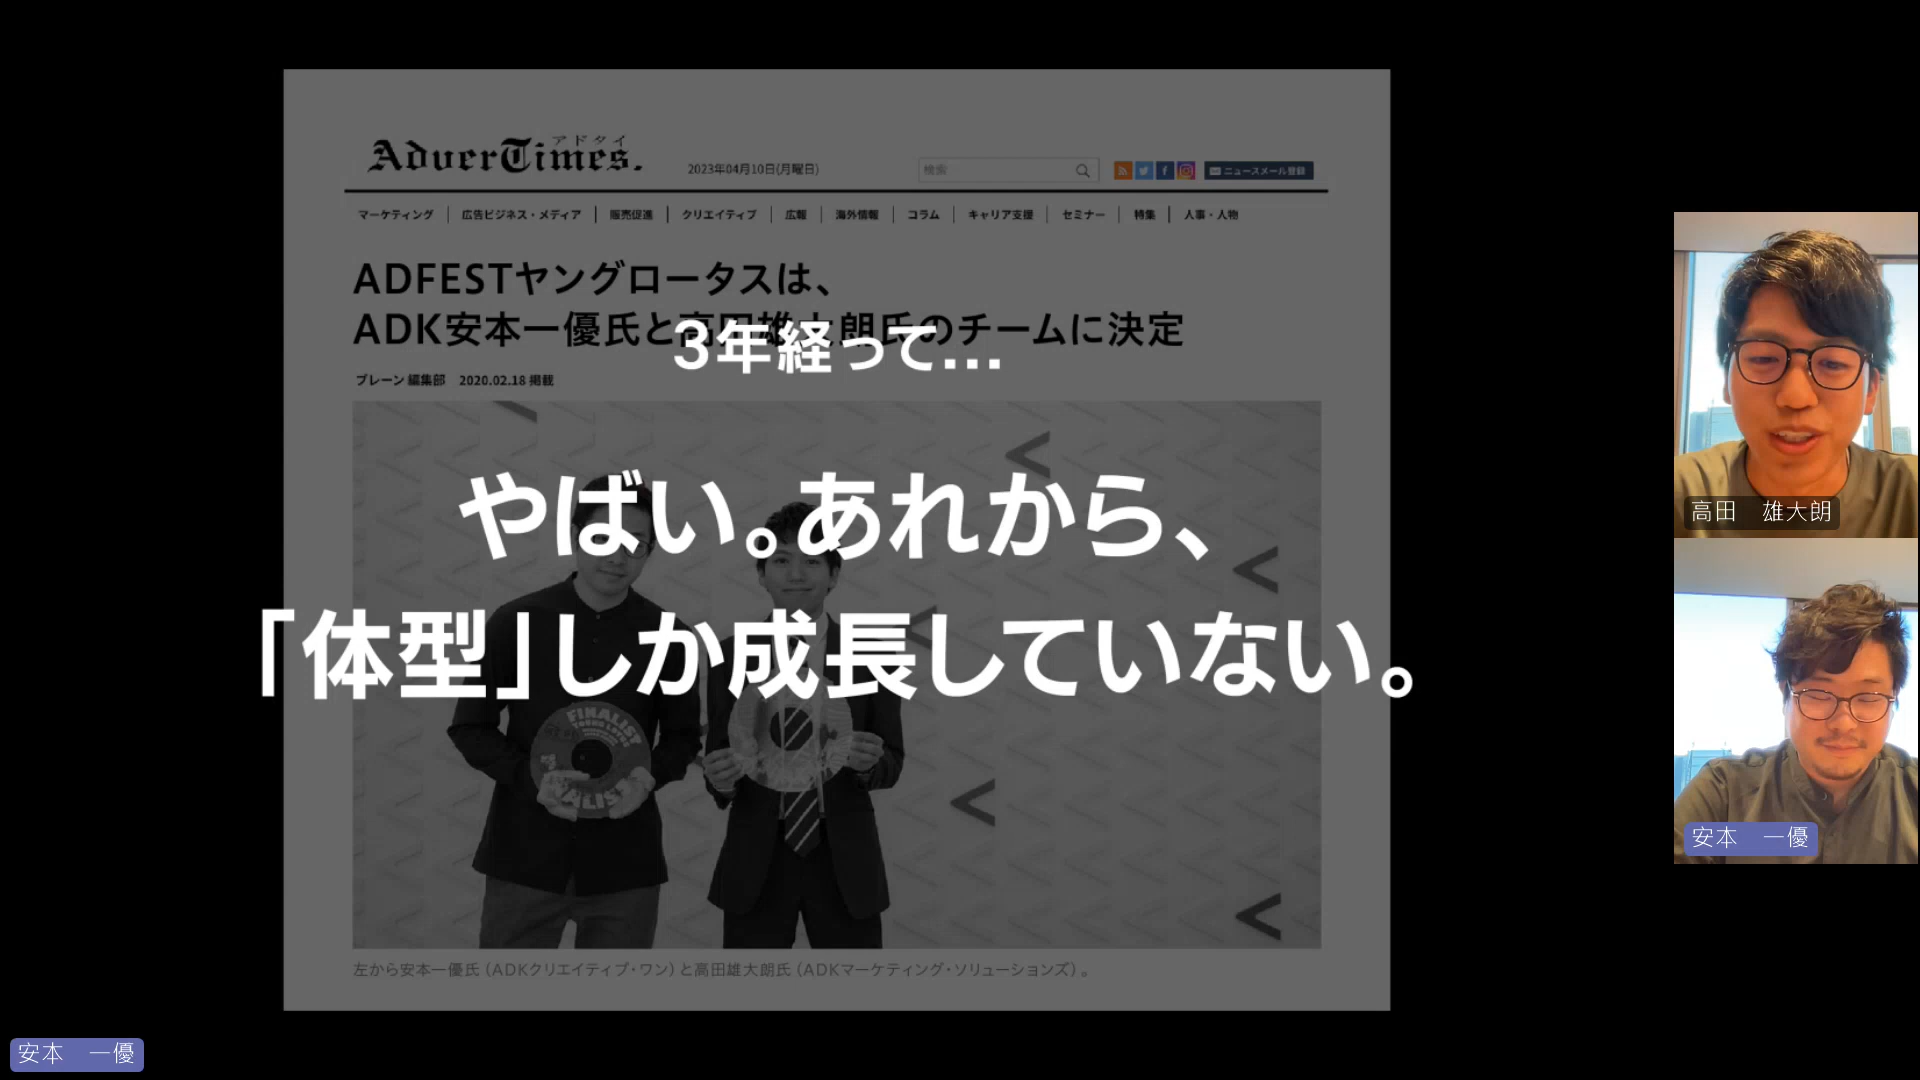 アドタイ
AdverTimes.
2023年04月10日(月曜日)
検索
ニュースメール登録
マーケティング 広告ビジネス・メディア 販売促進 クリエイティブ 広報 海外情報 コラム キャリア支援 セミナー 特集 人事・人物
ADFESTヤングロータスは、
ADK安本一優氏と高田雄大朗氏のチームに決定
3年経って…
ブレーン 編集部 2020.02.18 掲載
やばい。あれから、
「体型」しか成長していない。
FINALIST
YOUNG LOTUS
FINALIST
左から安本一優氏（ADKクリエイティブ・ワン）と高田雄大朗氏（ADKマーケティング・ソリューションズ）。
高田 雄大朗
安本 一優
安本 一優